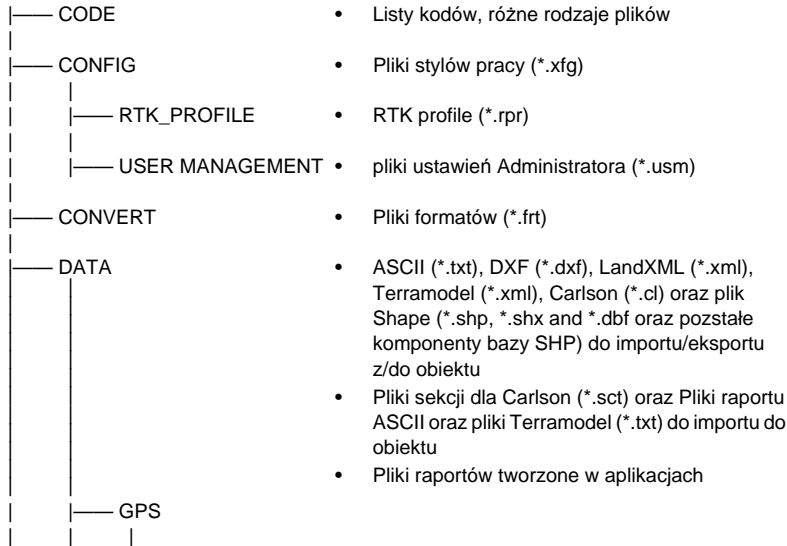 |—— CODE • Listy kodów, różne rodzaje plików
|—— CONFIG • Pliki stylów pracy (*.xfg)
|—— RTK_PROFILE • RTK profile (*.rpr)
|—— USER MANAGEMENT • pliki ustawień Administratora (*.usm)
|—— CONVERT • Pliki formatów (*.frt)
|—— DATA • ASCII (*.txt), DXF (*.dxf), LandXML (*.xml),
Terramodel (*.xml), Carlson (*.cl) oraz plik
Shape (*.shp, *.shx and *.dbf oraz pozstałe
komponenty bazy SHP) do importu/eksportu
z/do obiektu
• Pliki sekcji dla Carlson (*.sct) oraz Pliki raportu
ASCII oraz pliki Terramodel (*.txt) do importu do
obiektu
• Pliki raportów tworzone w aplikacjach
|—— GPS